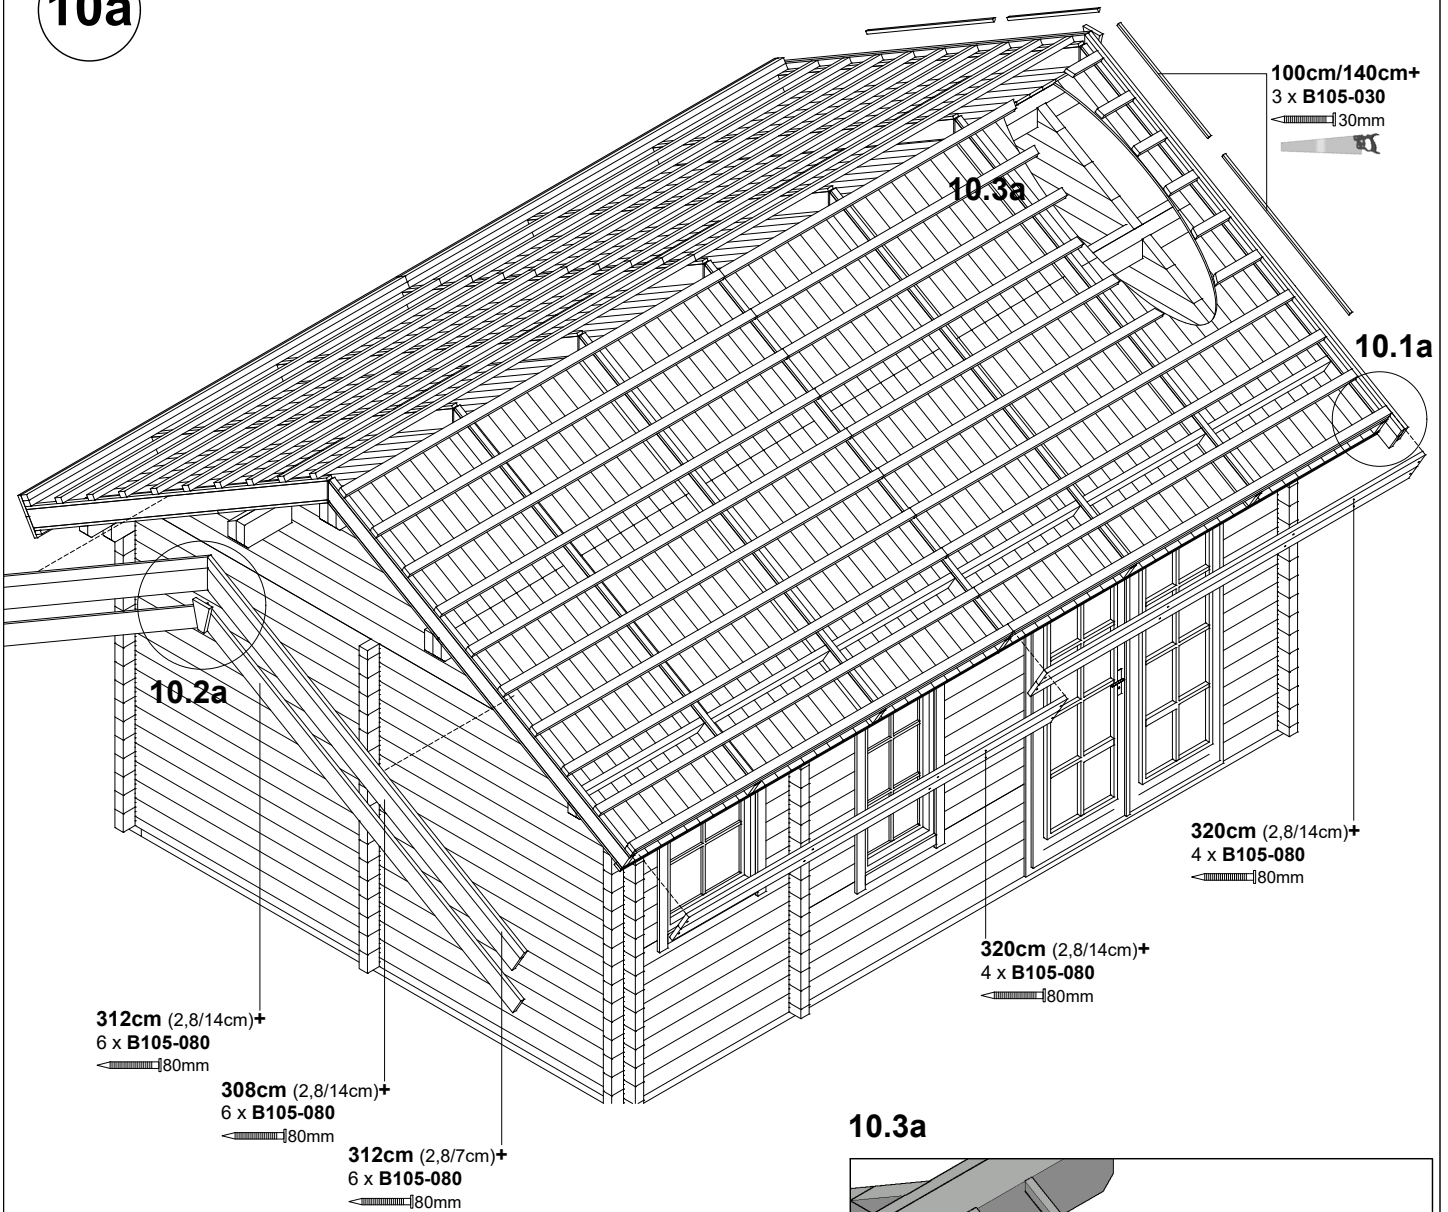 10a
100cm/140cm+
3 x B105-030
30mm
10.3a
10.1a
10.2a
320cm (2,8/14cm)+
4 x B105-080
80mm
320cm (2,8/14cm)+
4 x B105-080
80mm
312cm (2,8/14cm)+
6 x B105-080
80mm
308cm (2,8/14cm)+
6 x B105-080
80mm
312cm (2,8/7cm)+
6 x B105-080
80mm
10.3a